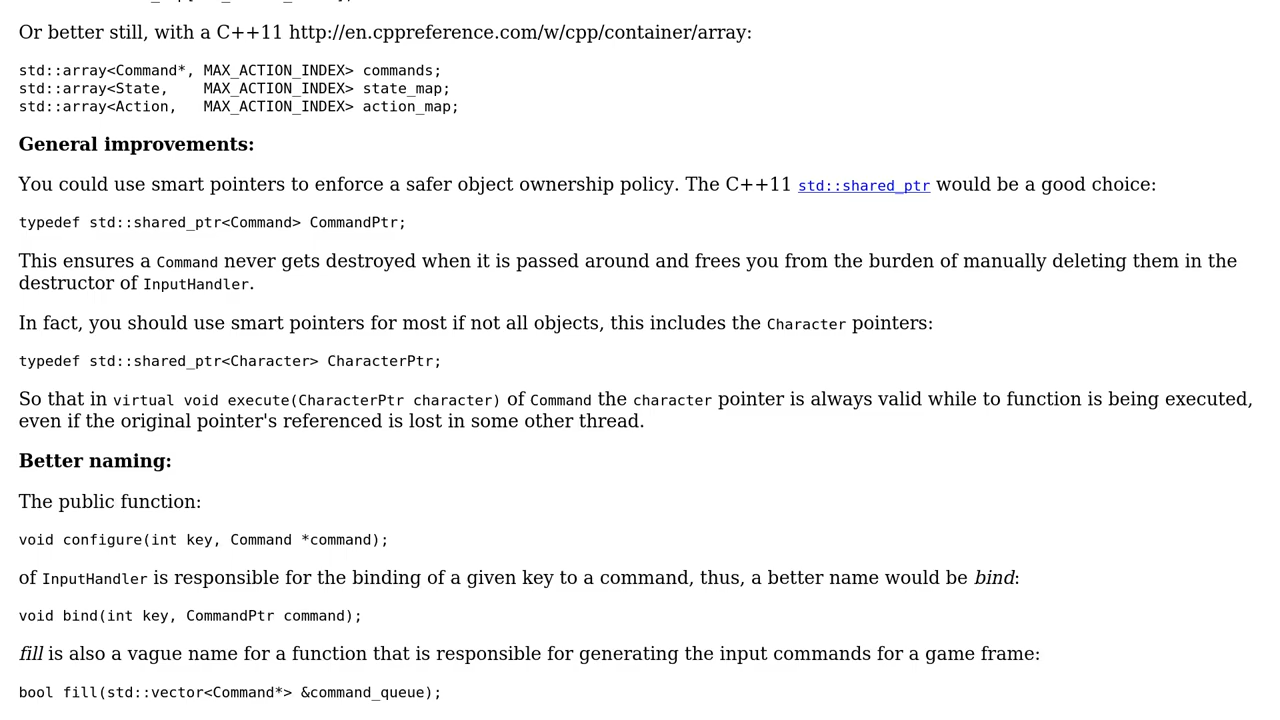 Or better still, with a C++11 http://en.cppreference.com/w/cpp/container/array:
std::array<Command*, MAX_ACTION_INDEX> commands;
std::array<State,    MAX_ACTION_INDEX> state_map;
std::array<Action,   MAX_ACTION_INDEX> action_map;
General improvements:
You could use smart pointers to enforce a safer object ownership policy. The C++11 std::shared_ptr would be a good choice:
typedef std::shared_ptr<Command> CommandPtr;
This ensures a Command never gets destroyed when it is passed around and frees you from the burden of manually deleting them in the
destructor of InputHandler.
In fact, you should use smart pointers for most if not all objects, this includes the Character pointers:
typedef std::shared_ptr<Character> CharacterPtr;
So that in virtual void execute(CharacterPtr character) of Command the character pointer is always valid while to function is being executed,
even if the original pointer's referenced is lost in some other thread.
Better naming:
The public function:
void configure(int key, Command *command);
of InputHandler is responsible for the binding of a given key to a command, thus, a better name would be bind:
void bind(int key, CommandPtr command);
fill is also a vague name for a function that is responsible for generating the input commands for a game frame:
bool fill(std::vector<Command*> &command_queue);